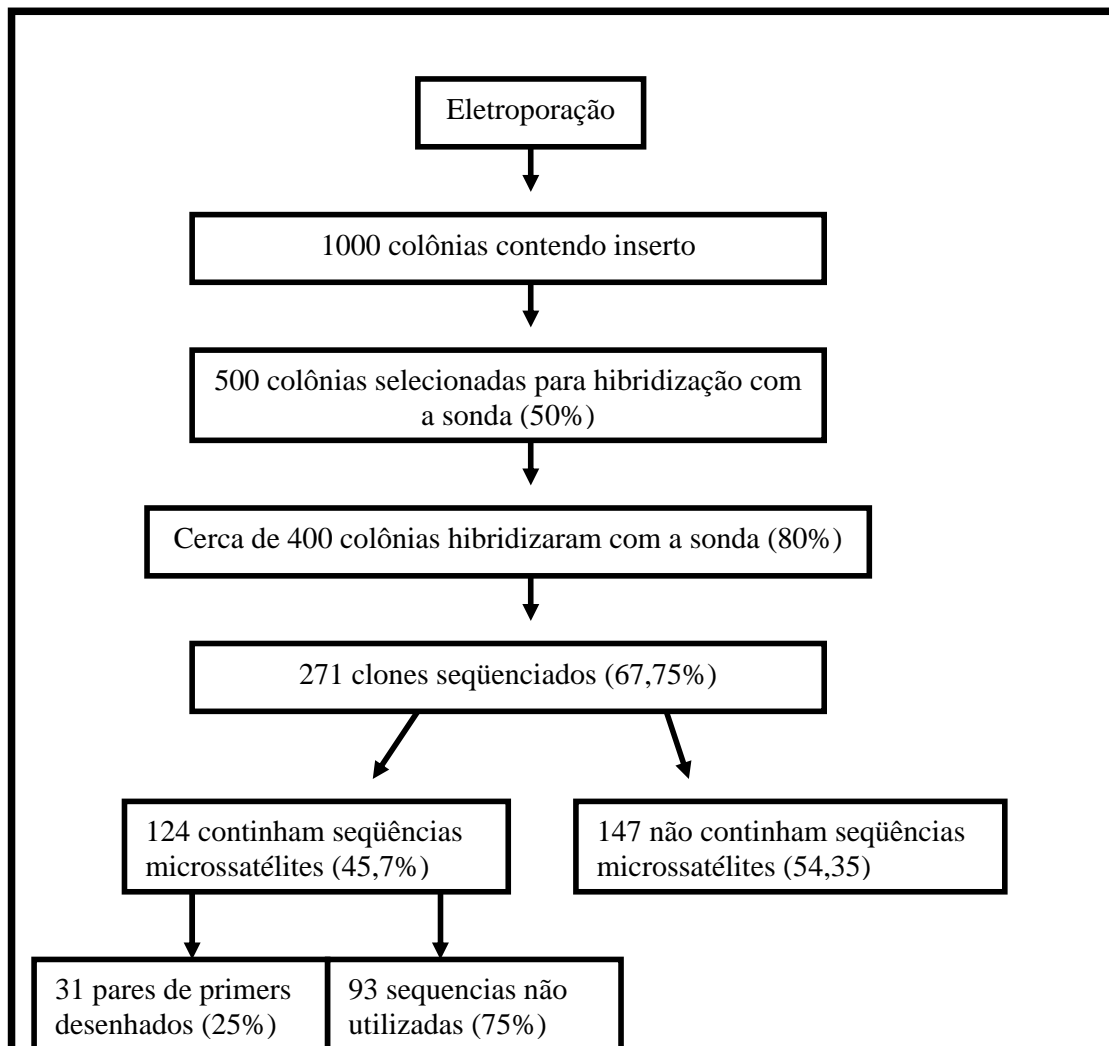 Eletroporação
1000 colônias contendo inserto
500 colônias selecionadas para hibridização com
a sonda (50%)
Cerca de 400 colônias hibridizaram com a sonda (80%)
271 clones seqüenciados (67,75%)
124 continham seqüências
microssatélites (45,7%)
147 não continham seqüências
microssatélites (54,35)
31 pares de primers
desenhados (25%)
93 sequencias não
utilizadas (75%)